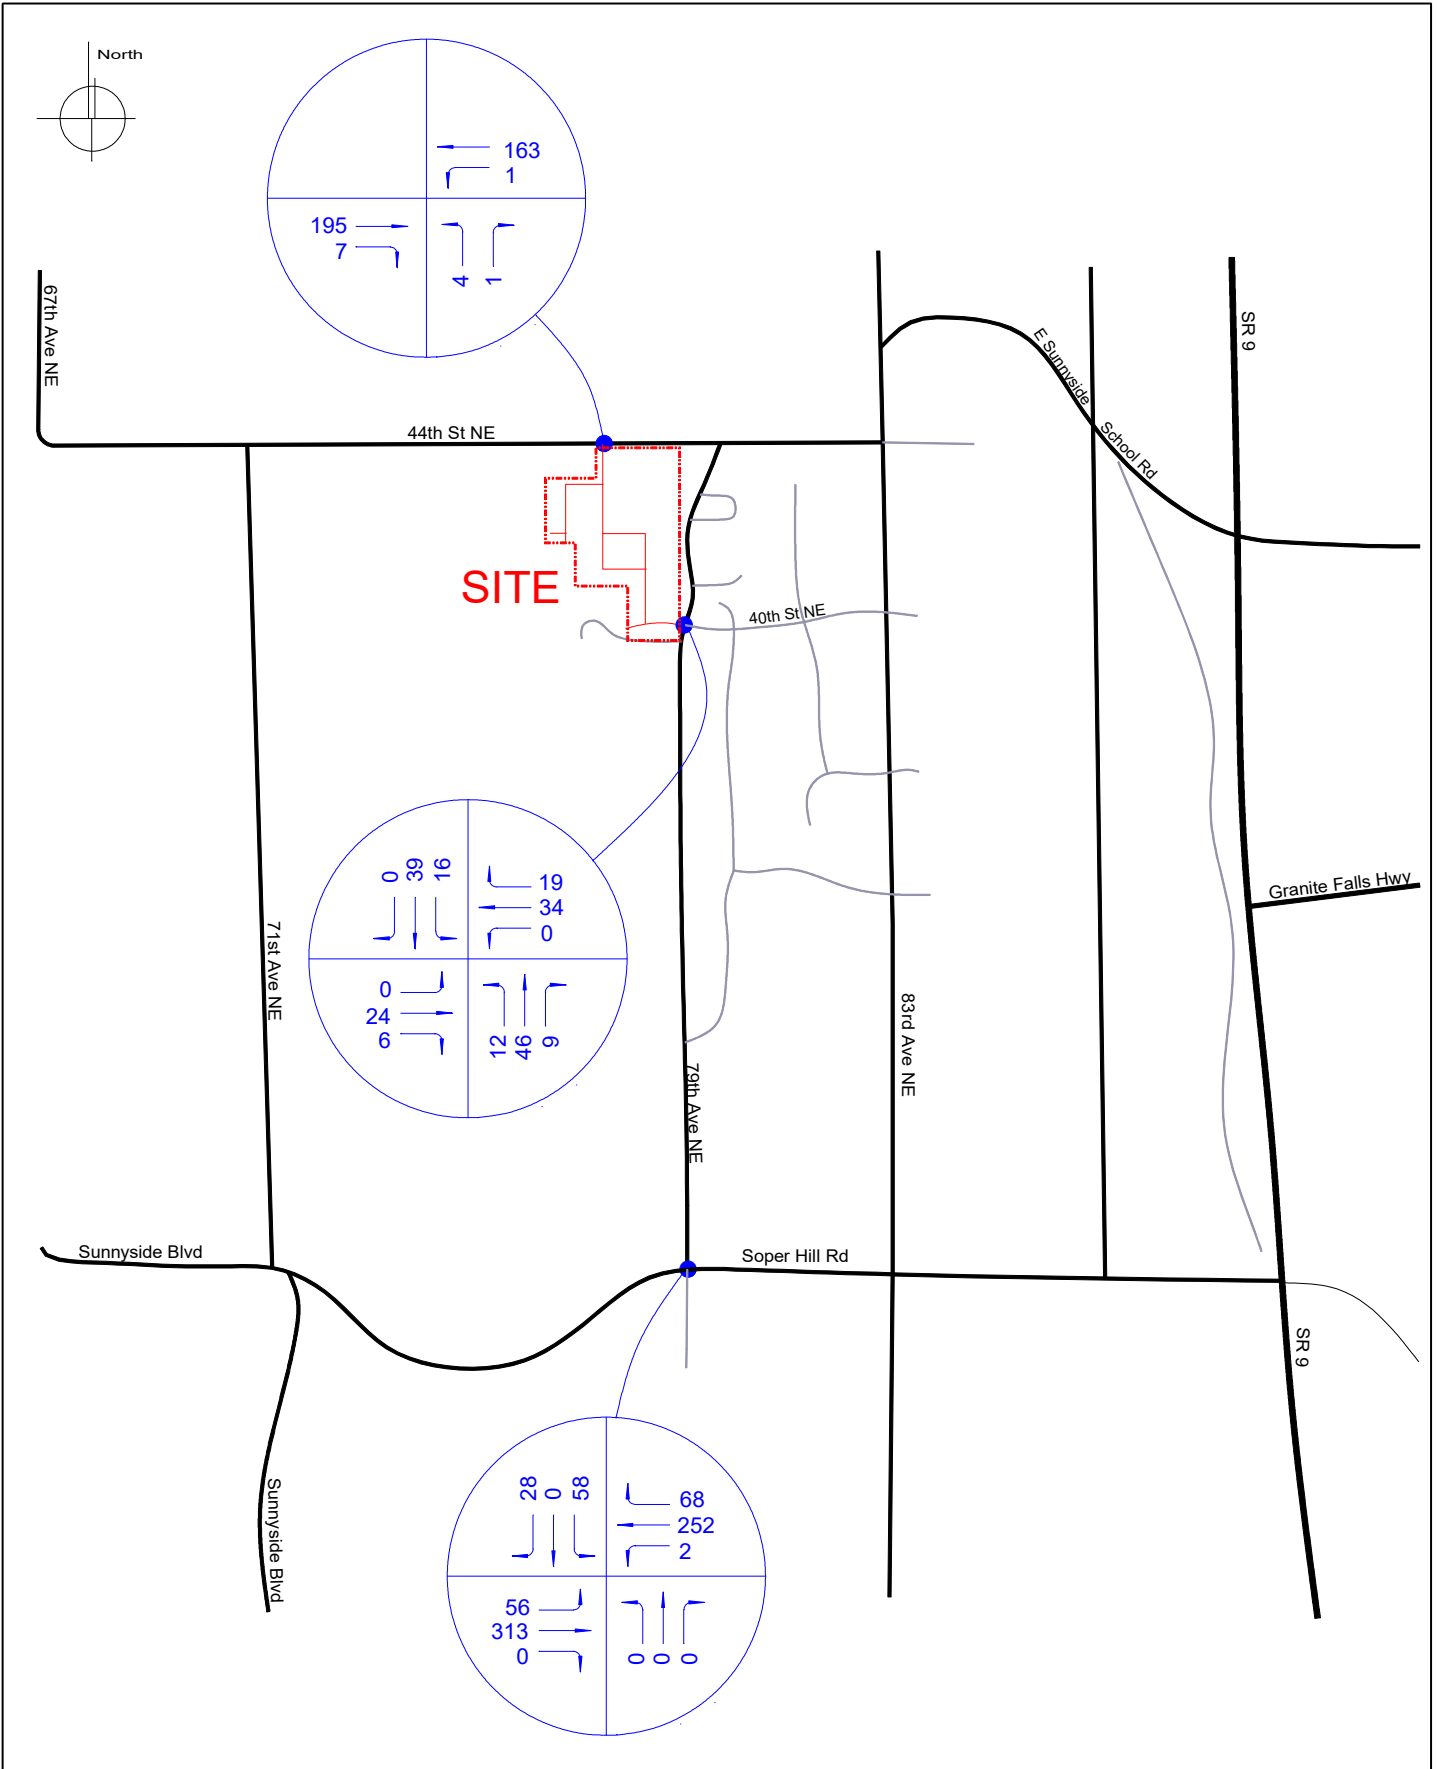 North
163
1
195
7
4
1
67th Ave NE
44th St NE
E Sunnyside
School Rd
SR 9
SITE
40th St NE
0
39
16
19
34
0
0
24
6
12
46
9
71st Ave NE
Granite Falls Hwy
83rd Ave NE
79th Ave NE
Sunnyside Blvd
Soper Hill Rd
SR 9
Sunnyside Blvd
28
0
58
68
252
2
56
313
0
0
0
0